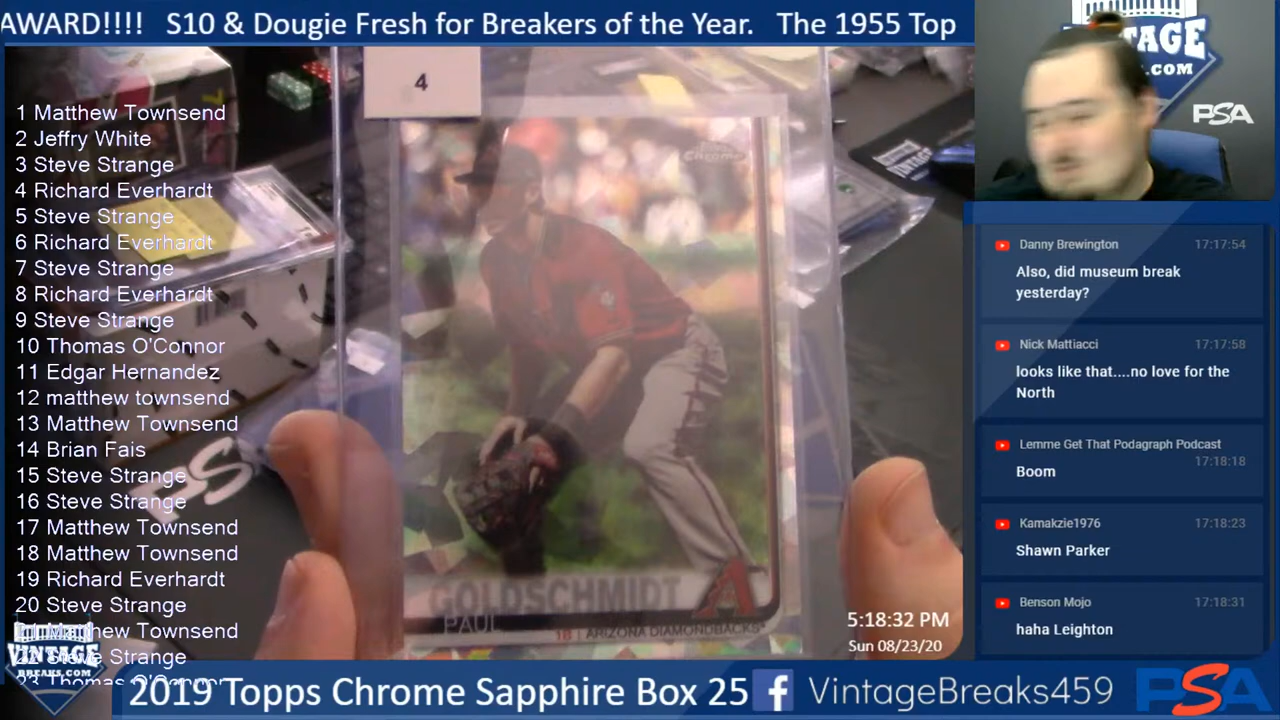 AWARD!!!! S10 & Dougie Fresh for Breakers of the Year. The 1955 Top
4
1 Matthew Townsend
2 Jeffry White
3 Steve Strange
4 Richard Everhardt
5 Steve Strange
6 Richard Everhardt
7 Steve Strange
8 Richard Everhardt
9 Steve Strange
10 Thomas O'Connor
11 Edgar Hernandez
12 matthew townsend
13 Matthew Townsend
14 Brian Fais
15 Steve Strange
16 Steve Strange
17 Matthew Townsend
18 Matthew Townsend
19 Richard Everhardt
20 Steve Strange
Townsend
Strange
Chrome
GOLDSCHMIDT
PAUL
1B | ARIZONA DIAMONDBACKS
A
TAGE
.COM
PSA
Danny Brewington 17:17:54
Also, did museum break
yesterday?
Nick Mattiacci 17:17:58
looks like that....no love for the
North
Lemme Get That Podagraph Podcast
17:18:18
Boom
Kamakzie1976 17:18:23
Shawn Parker
Benson Mojo 17:18:31
haha Leighton
5:18:32 PM
Sun 08/23/20
VINTAGE
BREAKS.COM
2019 Topps Chrome Sapphire Box 25 f VintageBreaks459 PSA